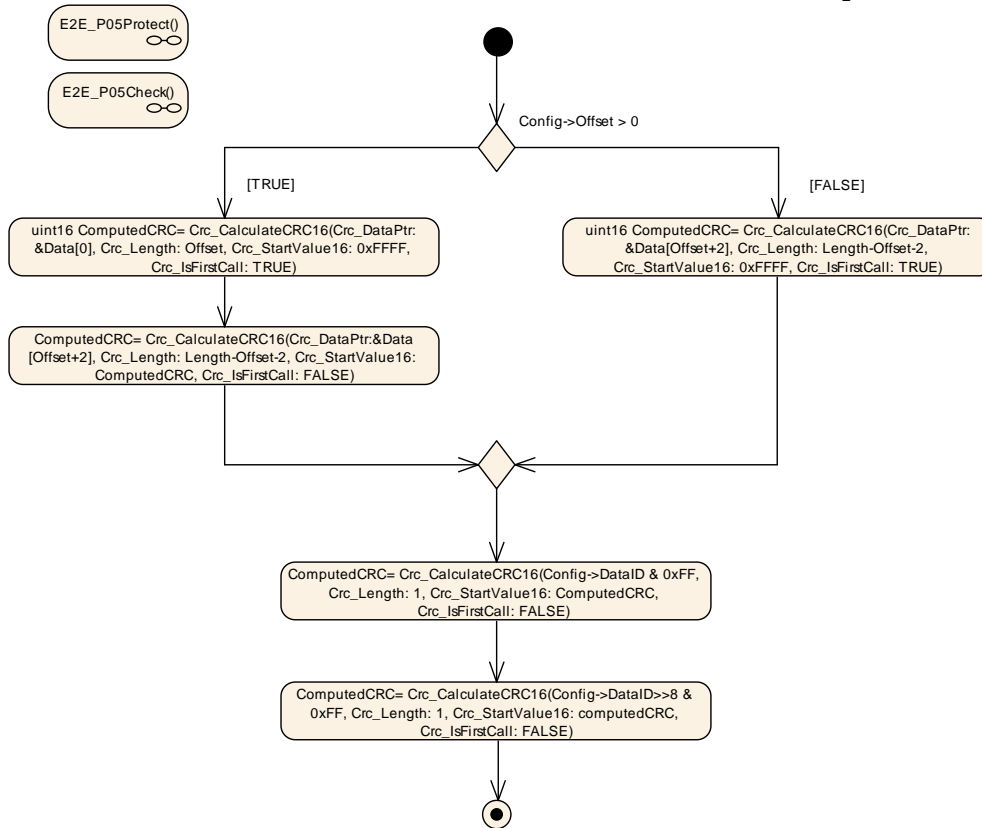 E2E_P05Protect()
E2E_P05Check()
Config->Offset > 0
[TRUE]
[FALSE]
uint16 ComputedCRC= Crc_CalculateCRC16(Crc_DataPtr:
&Data[0], Crc_Length: Offset, Crc_StartValue16: 0xFFFF,
Crc_IsFirstCall: TRUE)
uint16 ComputedCRC= Crc_CalculateCRC16(Crc_DataPtr:
&Data[Offset+2], Crc_Length: Length-Offset-2,
Crc_StartValue16: 0xFFFF, Crc_IsFirstCall: TRUE)
ComputedCRC= Crc_CalculateCRC16(Crc_DataPtr:&Data
[Offset+2], Crc_Length: Length-Offset-2, Crc_StartValue16:
ComputedCRC, Crc_IsFirstCall: FALSE)
ComputedCRC= Crc_CalculateCRC16(Config->DataID & 0xFF,
Crc_Length: 1, Crc_StartValue16: ComputedCRC,
Crc_IsFirstCall: FALSE)
ComputedCRC= Crc_CalculateCRC16(Config->DataID>>8 &
0xFF, Crc_Length: 1, Crc_StartValue16: computedCRC,
Crc_IsFirstCall: FALSE)